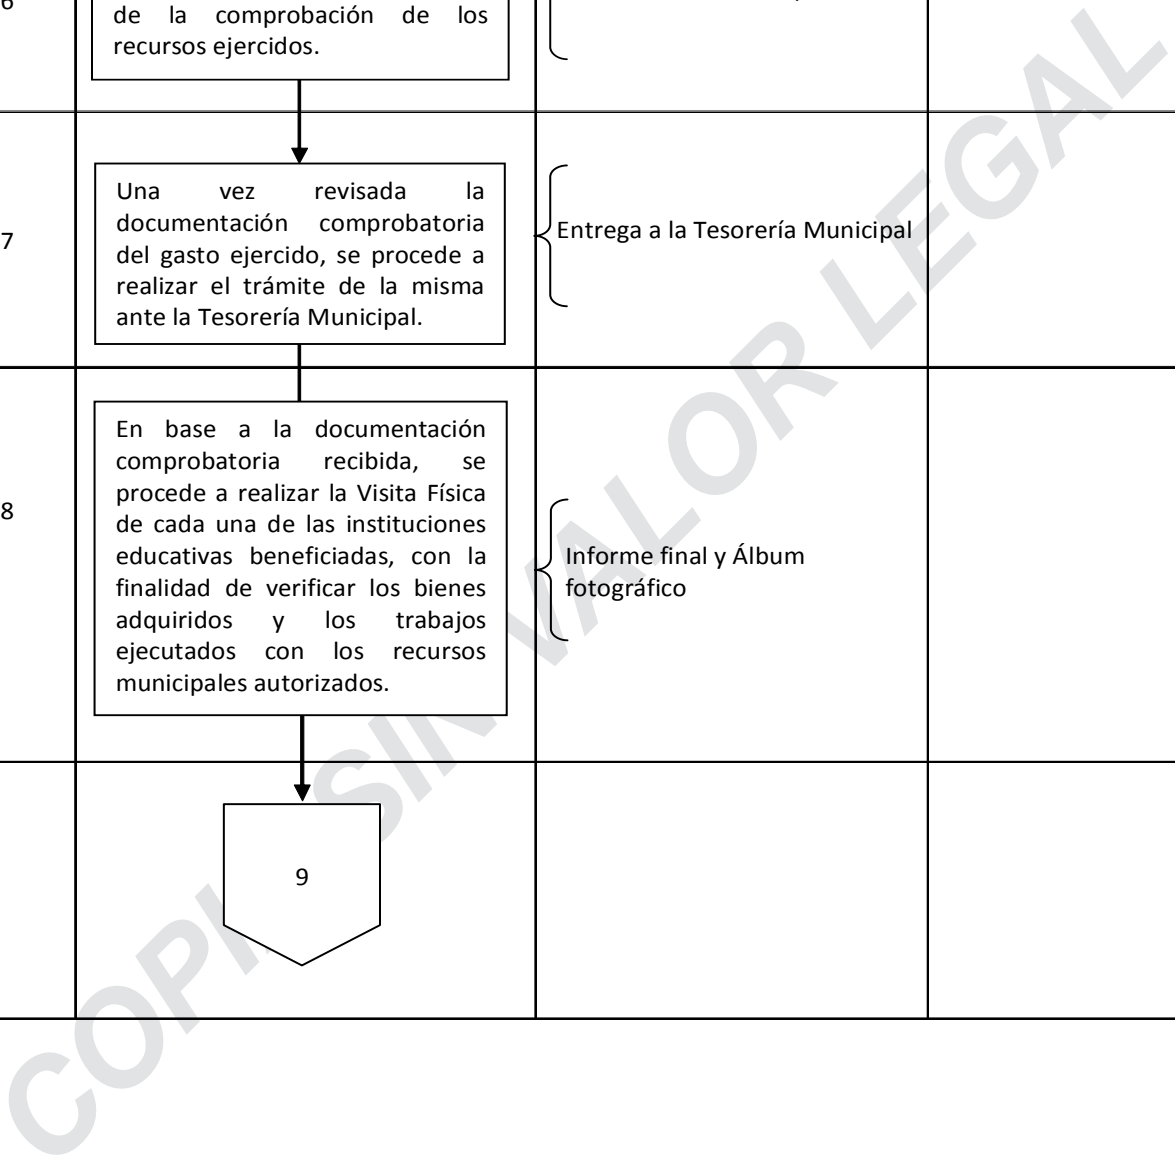 6
de la comprobación de los
recursos ejercidos.
7
Una vez revisada la
documentación comprobatoria
del gasto ejercido, se procede a
realizar el trámite de la misma
ante la Tesorería Municipal.
Entrega a la Tesorería Municipal
8
En base a la documentación
comprobatoria recibida, se
procede a realizar la Visita Física
de cada una de las instituciones
educativas beneficiadas, con la
finalidad de verificar los bienes
adquiridos y los trabajos
ejecutados con los recursos
municipales autorizados.
Informe final y Álbum
fotográfico
9
SIN VALOR LEGAL